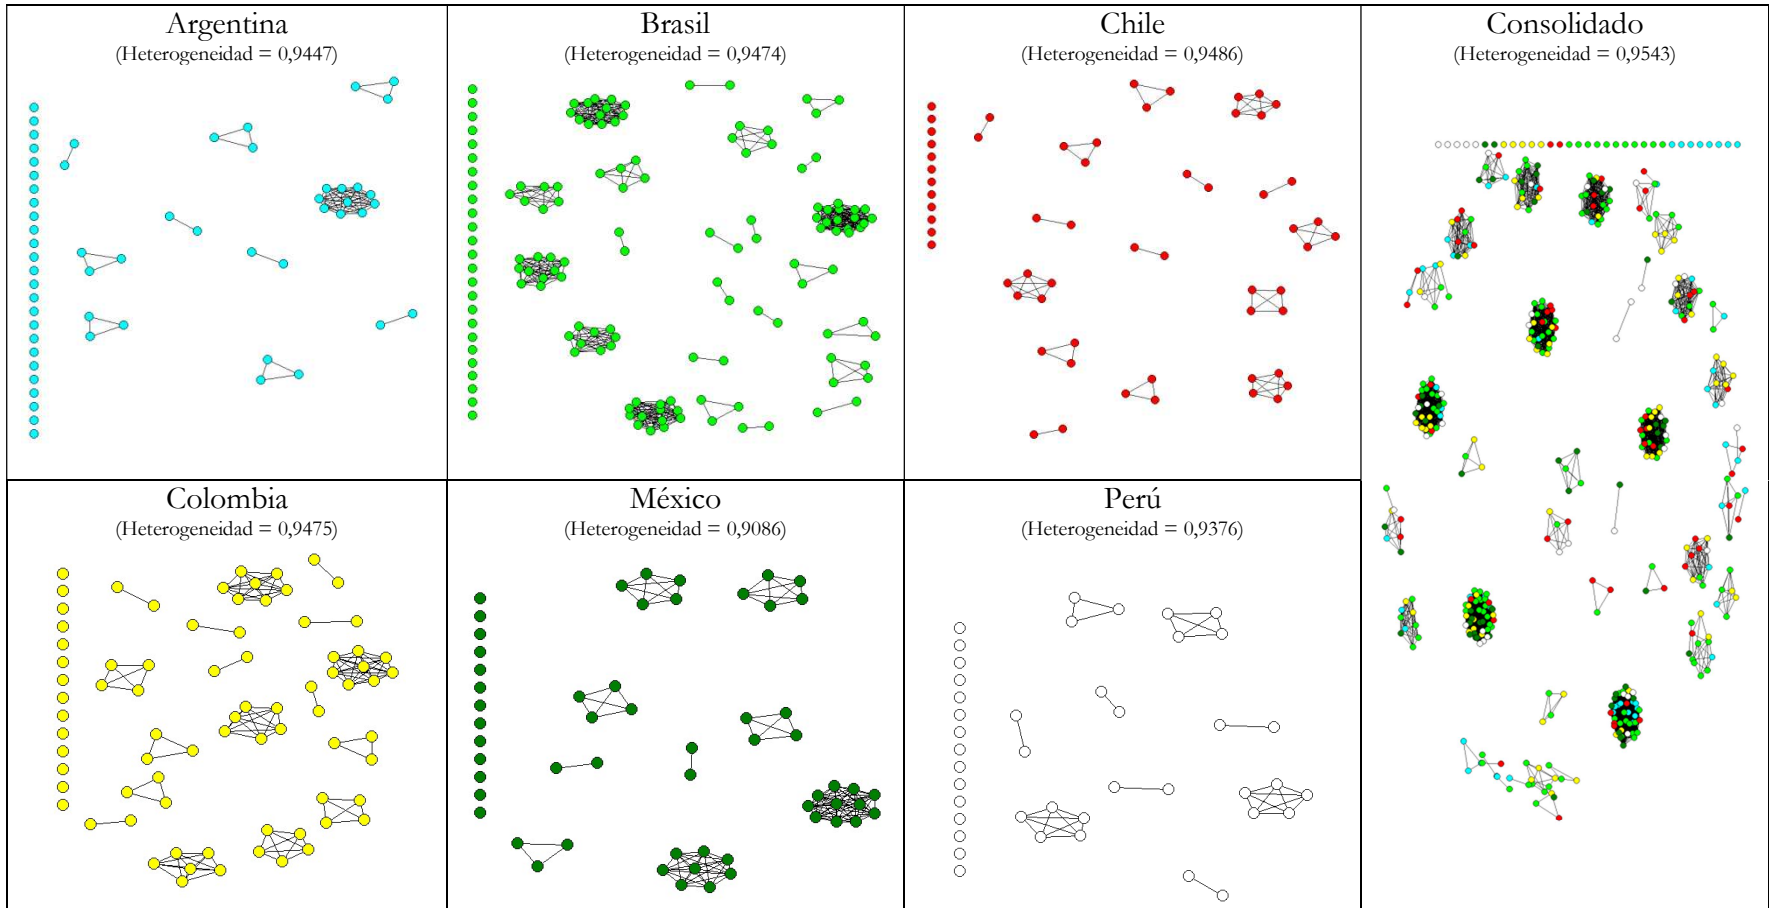 Argentina
(Heterogeneidad = 0,9447)
Brasil
(Heterogeneidad = 0,9474)
Chile
(Heterogeneidad = 0,9486)
Consolidado
(Heterogeneidad = 0,9543)
Colombia
(Heterogeneidad = 0,9475)
México
(Heterogeneidad = 0,9086)
Perú
(Heterogeneidad = 0,9376)